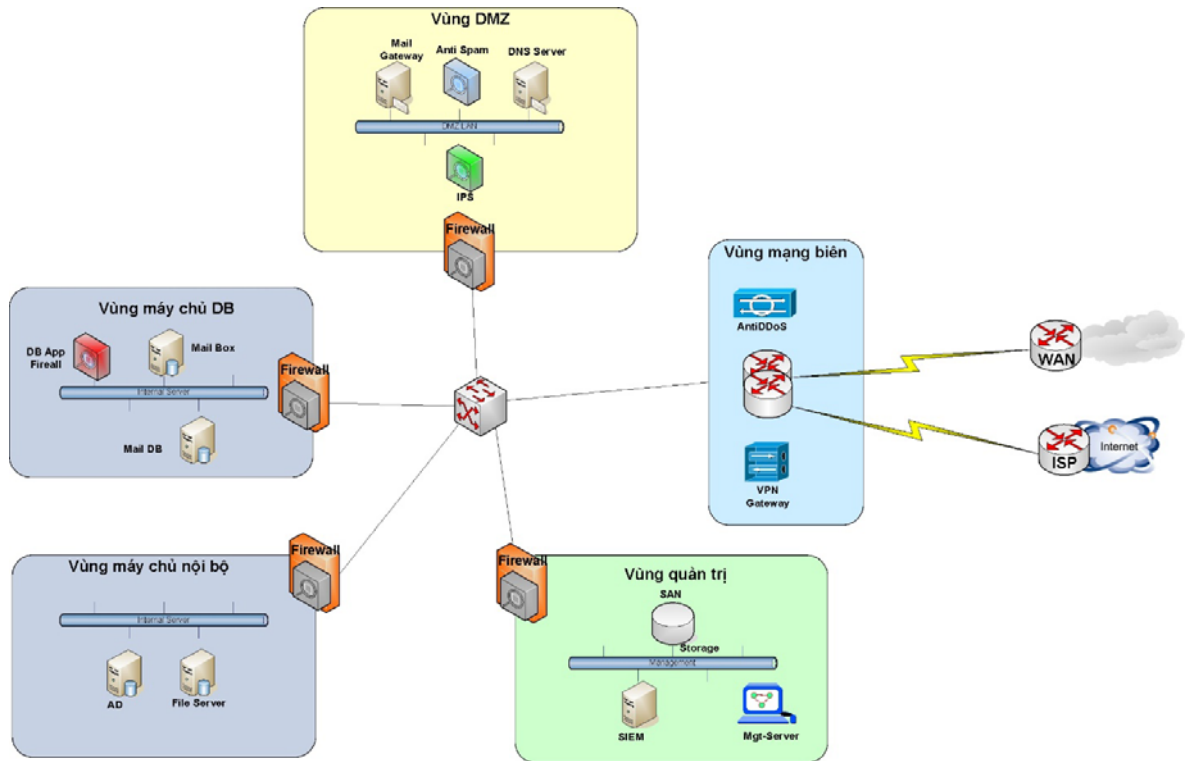 Vùng DMZ
Mail
Gateway
Anti Spam
DNS Server
DMZ LAN
IPS
Firewall
Vùng mạng biên
AntiDDoS
VPN
Gateway
WAN
ISP
Internet
Vùng máy chủ DB
DB App
Fireall
Mail Box
Internal Server
Mail DB
Firewall
Vùng máy chủ nội bộ
Internal Server
AD
File Server
Firewall
Firewall
Vùng quản trị
SAN
Storage
Management
SIEM
Mgt-Server